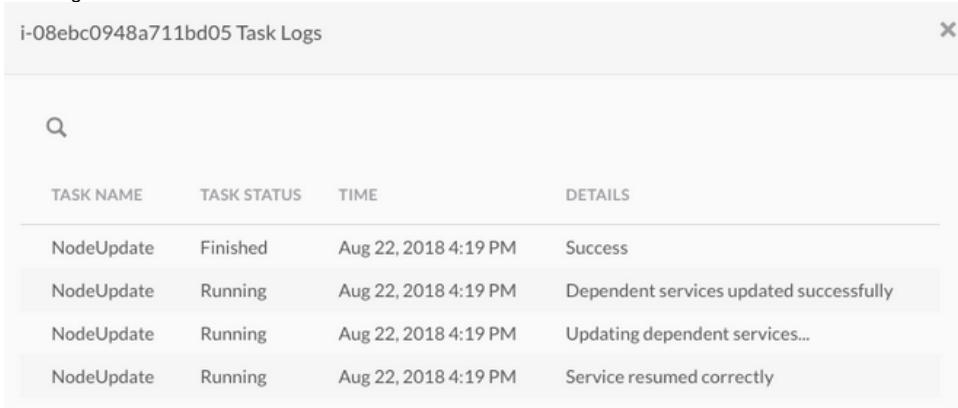 i-08ebc0948a711bd05 Task Logs
TASK NAME TASK STATUS TIME DETAILS
NodeUpdate Finished Aug 22, 2018 4:19 PM Success
NodeUpdate Running Aug 22, 2018 4:19 PM Dependent services updated successfully
NodeUpdate Running Aug 22, 2018 4:19 PM Updating dependent services...
NodeUpdate Running Aug 22, 2018 4:19 PM Service resumed correctly